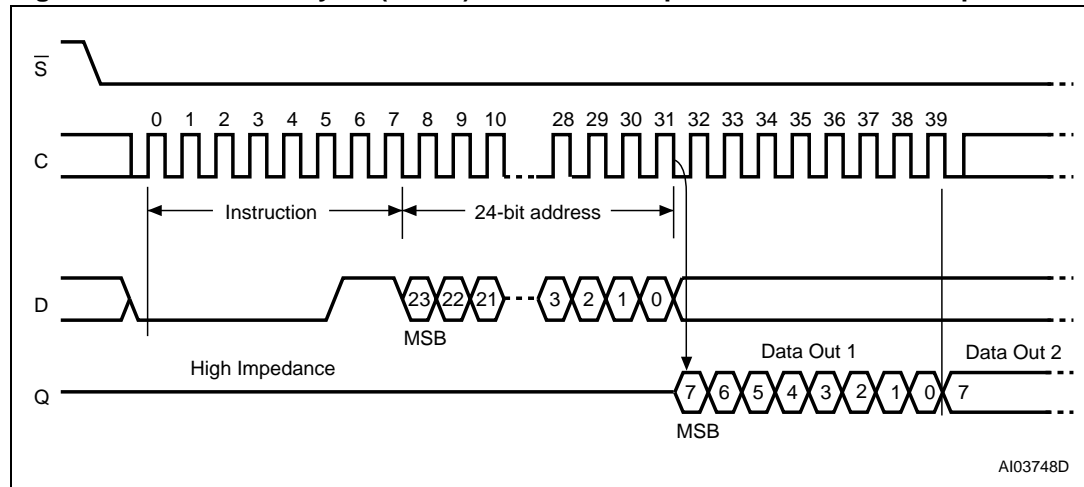 S
0 1 2 3 4 5 6 7 8 9 10 28 29 30 31 32 33 34 35 36 37 38 39
C
Instruction 24-bit address
D 23 22 21 3 2 1 0
MSB
Data Out 1 Data Out 2
High Impedance
Q 7 6 5 4 3 2 1 0 7
MSB
AI03748D